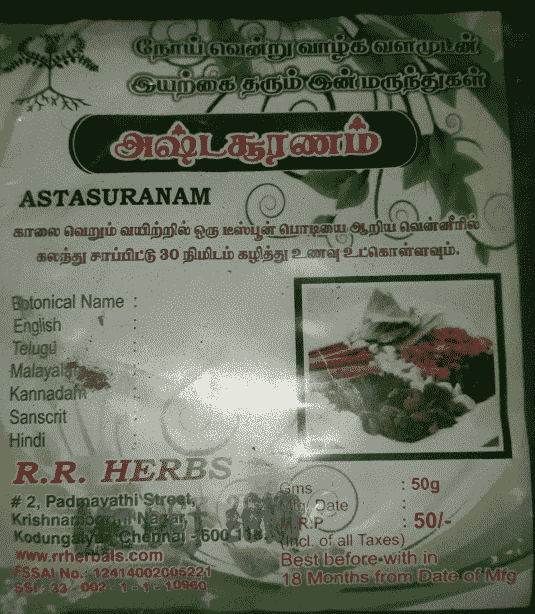 நோய் வென்று வாழ்க வளமுடன்
இயற்கை தரும் இன் மருந்துகள்
அஷ்டசூரணம்
ASTASURANAM
காலை வெறும் வயிற்றில் ஒரு டீஸ்பூன் பொடியை ஆறிய வெண்ணீரில்
கலந்து சாப்பிட்டு 30 நிமிடம் கழித்து உணவு உட்கொள்ளவும்.
Botonical Name :
English :
Telugu :
Malayalam :
Kannadam :
Sanscrit :
Hindi :
R.R. HERBS
# 2, Padmavathi Street,
Nagar,
Chennai - 600 118.
www.rrherbals.com
FSSAI No.: 12414002005221
SSI : 33 - 002 - 1 - 1 - 10960
Gms : 50g
Mfg. Date :
M.R.P. : 50/-
(Incl. of all Taxes)
Best before with in
18 Months from Date of Mfg